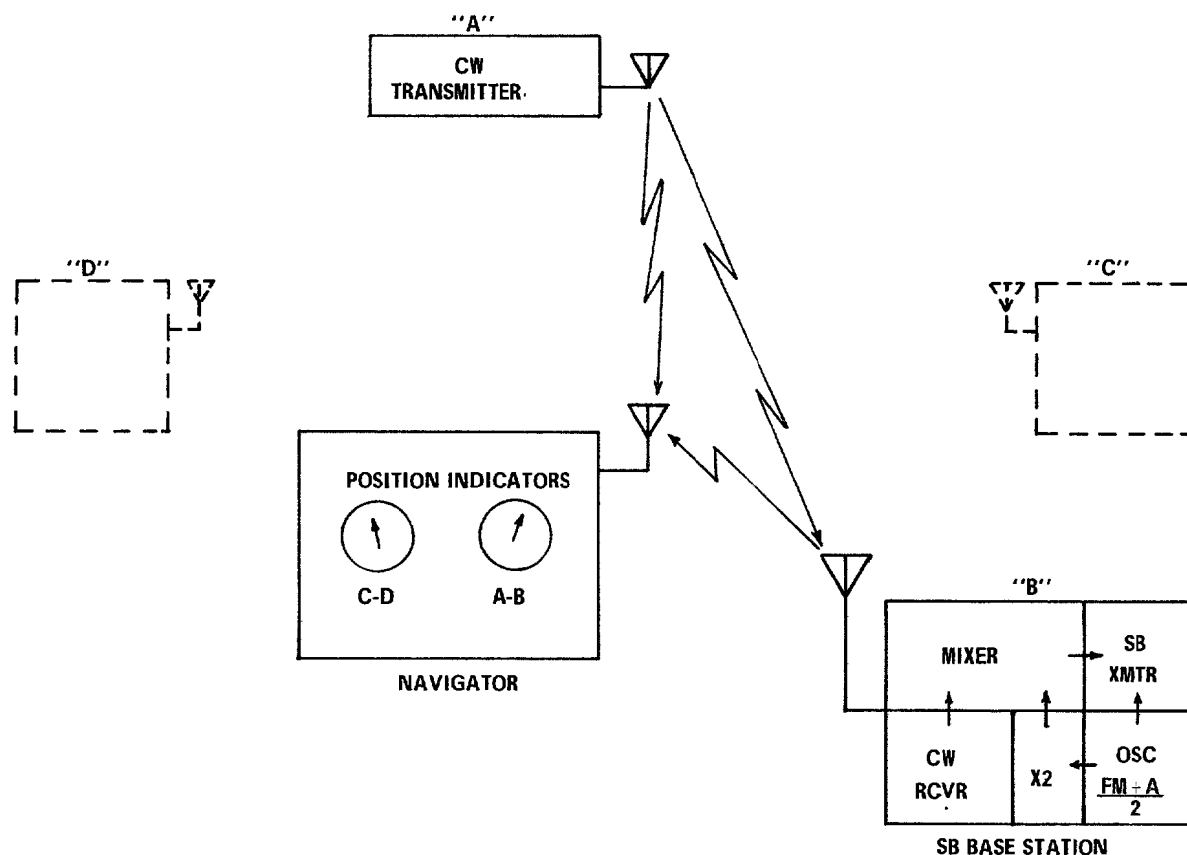 "A"
CW
TRANSMITTER
"D"
"C"
POSITION INDICATORS
C-D
A-B
NAVIGATOR
"B"
MIXER
SB
XMTR
CW
RCVR
X2
OSC
FM + A
2
SB BASE STATION